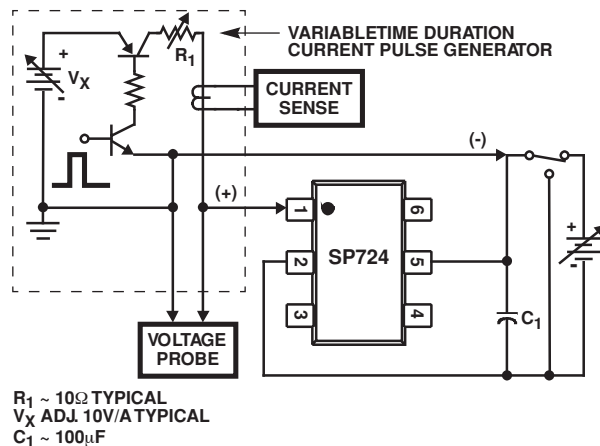 VARIABLETIME DURATION
CURRENT PULSE GENERATOR
+
R1
VX
-
CURRENT
SENSE
(-)
(+)
1
6
+
2
SP724
5
-
3
4
C1
VOLTAGE
PROBE
R1 ~ 10Ω TYPICAL
VX ADJ. 10V/A TYPICAL
C1 ~ 100μF